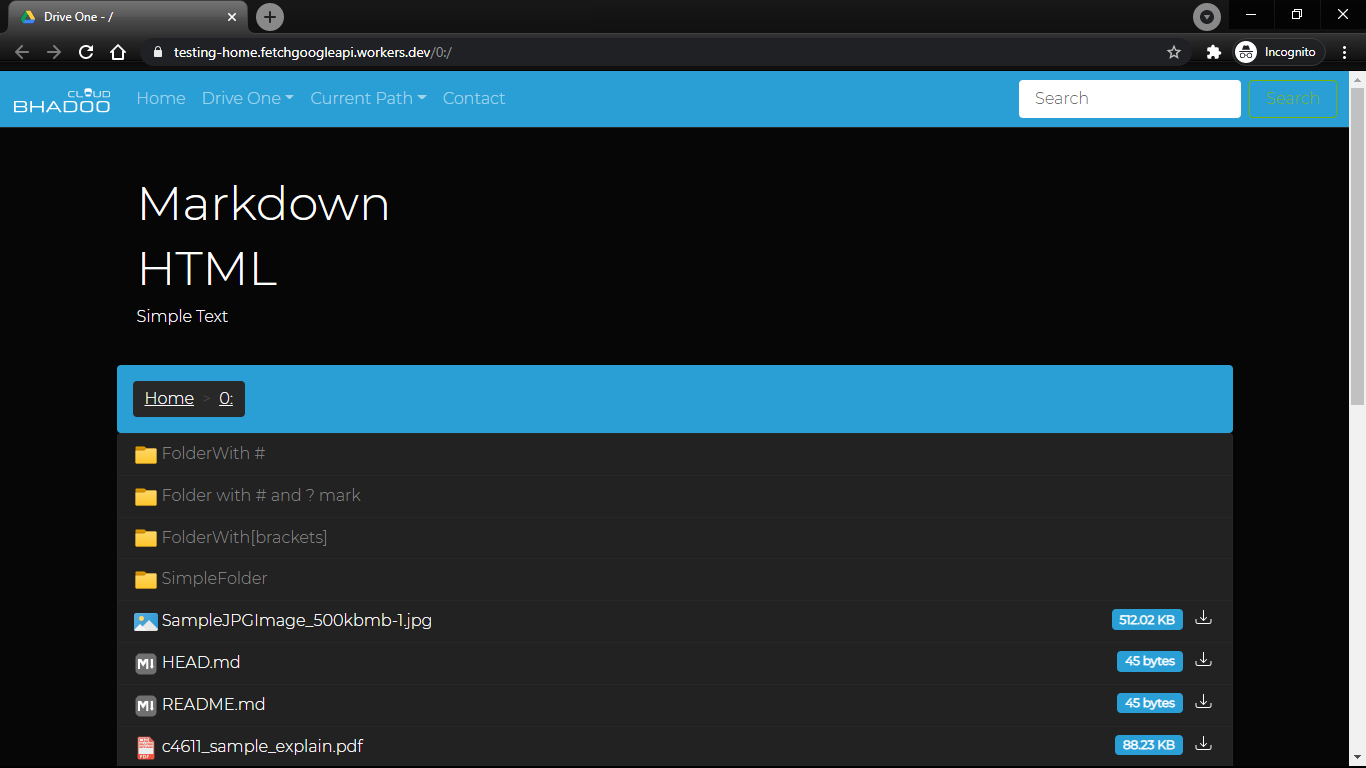 Drive One - /
testing-home.fetchgoogleapi.workers.dev/0:/
Incognito
CLOUD
BHADOO
Home Drive One Current Path Contact
Search
Search
Markdown
HTML
Simple Text
Home > 0:
FolderWith #
Folder with # and ? mark
FolderWith[brackets]
SimpleFolder
SampleJPGImage_500kbmb-1.jpg 512.02 KB
HEAD.md 45 bytes
README.md 45 bytes
c4611_sample_explain.pdf 88.23 KB